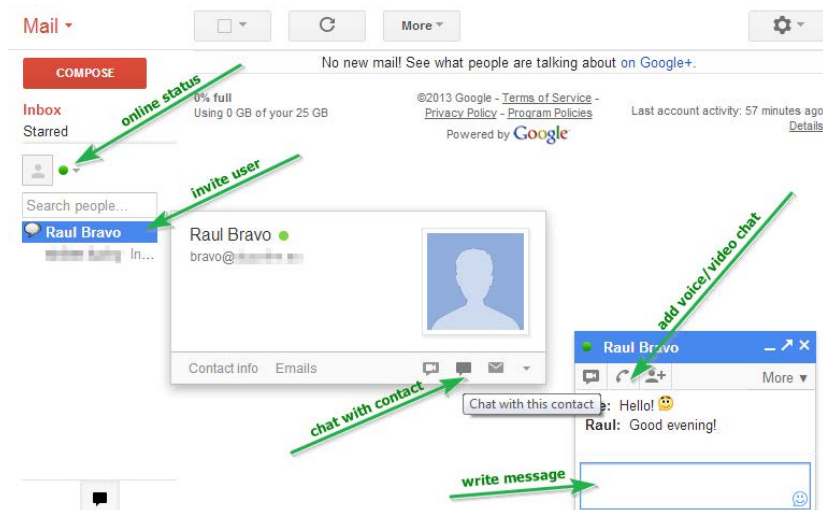 Mail
More
No new mail! See what people are talking about on Google+.
COMPOSE
online status
0% full
Using 0 GB of your 25 GB
©2013 Google - Terms of Service -
Privacy Policy - Program Policies
Powered by Google
Last account activity: 57 minutes ago
Details
Inbox
Starred
invite user
Search people...
Raul Bravo
In...
Raul Bravo
bravo@
Contact info Emails
chat with contact
Chat with this contact
add voice/video chat
Raul Bravo
More
Hello!
Raul: Good evening!
write message